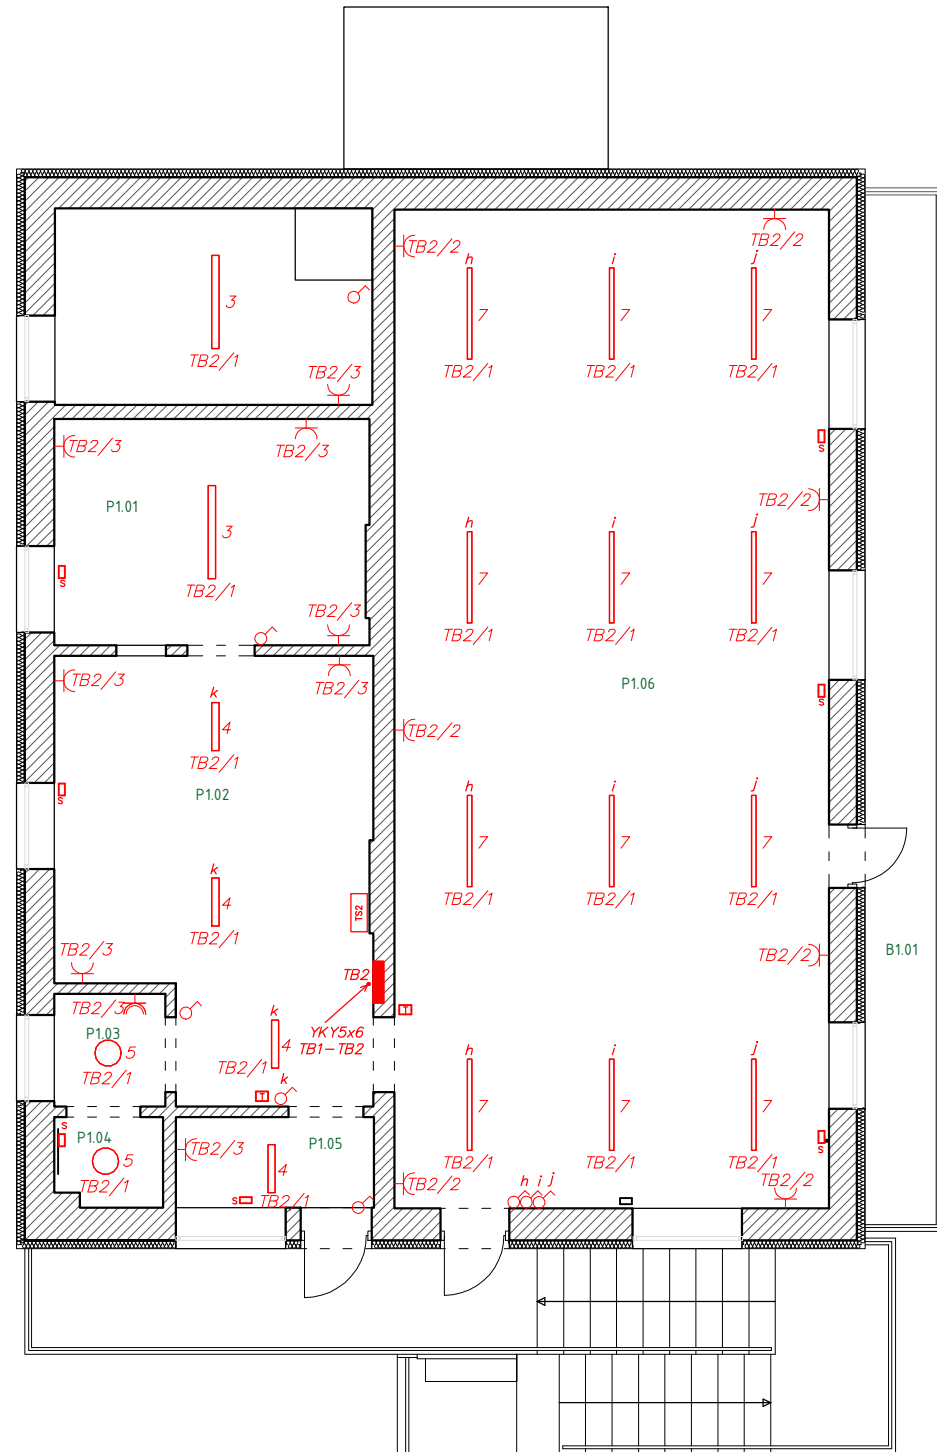 TB2/2
TB2/2
h
i
j
3
7
7
7
TB2/1
TB2/3
TB2/1
TB2/1
TB2/1
TB2/3
TB2/3
s
P1.01
TB2/2
h
i
j
3
7
7
7
s
TB2/1
TB2/3
TB2/1
TB2/1
TB2/1
TB2/3
TB2/3
P1.06
k
s
4
TB2/2
TB2/1
s
P1.02
h
i
j
7
7
7
k
4
TB2/1
TB2/1
TB2/1
TS2
TB2/1
TB2/3
TB2/2
B1.01
TB2
TB2/3
T
k
YKY5x6
TB1-TB2
P1.03
5
4
h
i
j
TB2/1
TB2/1
k
T
7
7
7
s
P1.04
P1.05
s
TB2/3
TB2/1
TB2/1
TB2/1
5
4
TB2/1
s
TB2/1
TB2/2
h i j
TB2/2